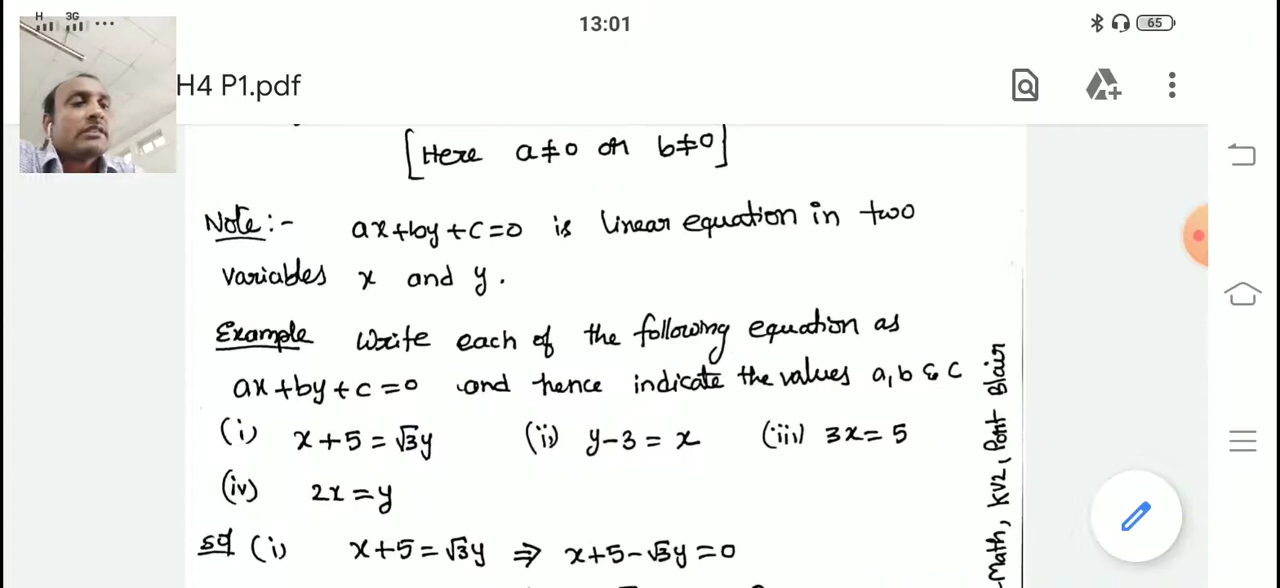 H 3G 13:01 65
H4 P1.pdf
[Here a≠0 or b≠0]
Note:- ax+by+c=0 is linear equation in two
variables x and y.
Example Write each of the following equation as
ax+by+c=0 and hence indicate the values a,b & c
(i) x+5=√3y (ii) y-3=x (iii) 3x=5
(iv) 2x=y
(i) x+5=√3y ⇒ x+5-√3y=0
-Math, KV2, Port Blair